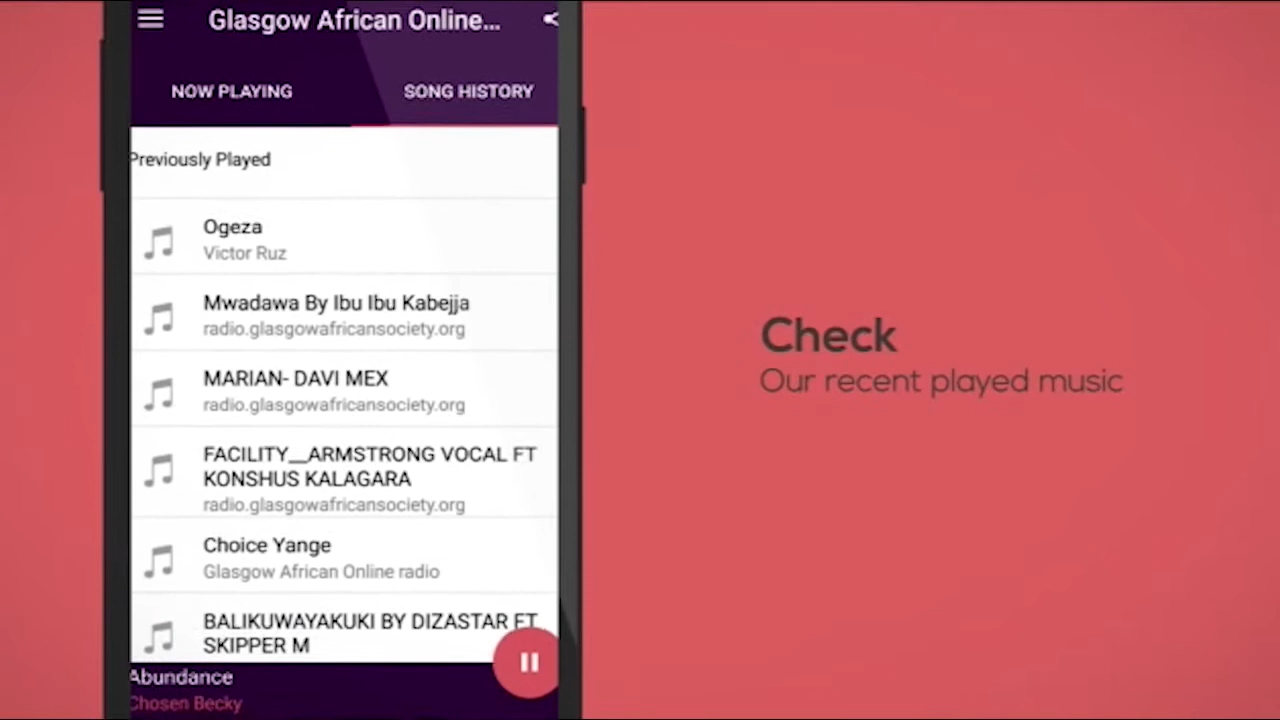 Glasgow African Online...
NOW PLAYING
SONG HISTORY
Previously Played
Ogeza
Victor Ruz
Mwadawa By Ibu Ibu Kabejja
radio.glasgowafricansociety.org
MARIAN- DAVI MEX
radio.glasgowafricansociety.org
FACILITY__ARMSTRONG VOCAL FT
KONSHUS KALAGARA
radio.glasgowafricansociety.org
Choice Yange
Glasgow African Online radio
BALIKUWAYAKUKI BY DIZASTAR FT
SKIPPER M
Abundance
Chosen Becky
Check
Our recent played music